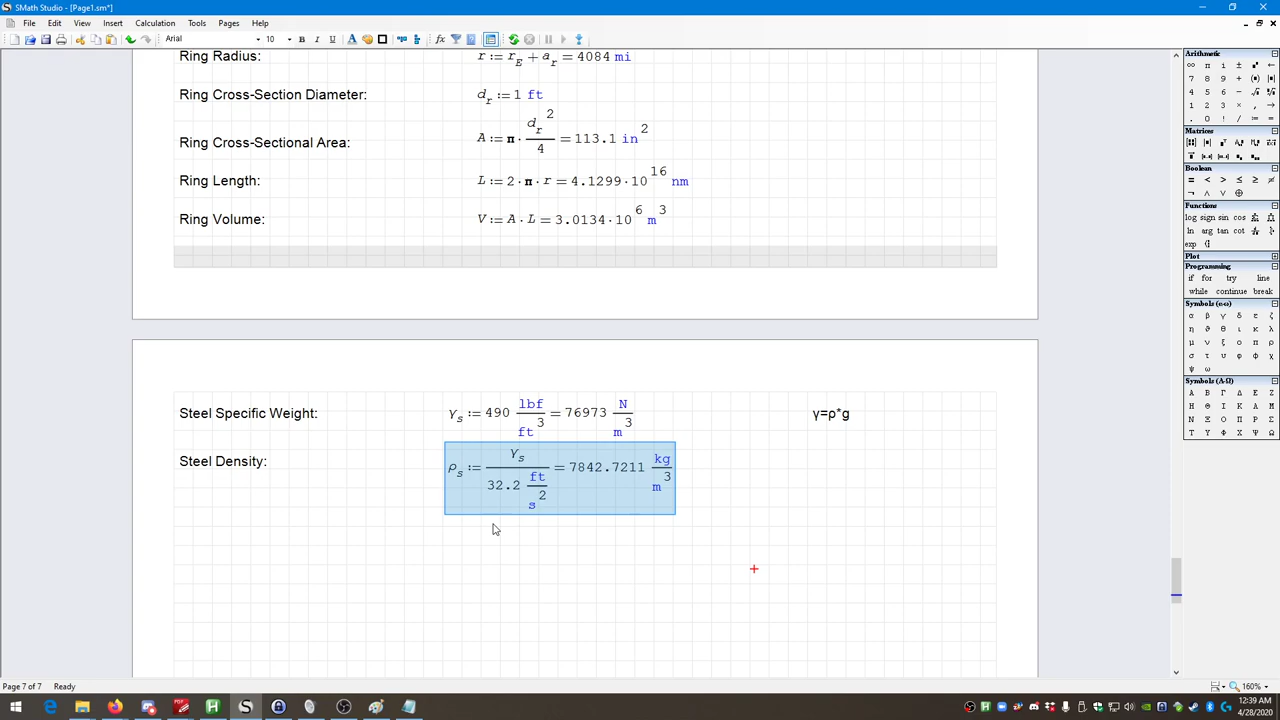 SMath Studio - [Page1.sm*]
File Edit View Insert Calculation Tools Pages Help
Arial 10
Ring Radius: r:= r_E + a_r = 4084 mi
Ring Cross-Section Diameter: d_r := 1 ft
Ring Cross-Sectional Area: A:= π · d_r^2 / 4 = 113.1 in^2
Ring Length: L:= 2 · π · r = 4.1299 · 10^16 nm
Ring Volume: V:= A · L = 3.0134 · 10^6 m^3
Steel Specific Weight: γ_s := 490 lbf / ft^3 = 76973 N / m^3 γ=ρ*g
Steel Density: ρ_s := γ_s / (32.2 ft / s^2) = 7842.7211 kg / m^3
Arithmetic
Matrices
Boolean
Functions
log sign sin cos
ln arg tan cot
exp
Plot
Programming
if for try line
while continue break
Symbols (α-ω)
α β γ δ ε ζ
η θ ι κ λ
μ ν ξ ο π ρ
σ τ υ φ χ
ψ ω
Symbols (Α-Ω)
Α Β Γ Δ Ε Ζ
Η Θ Ι Κ Λ Μ
Ν Ξ Ο Π Ρ Σ
Τ Υ Φ Χ Ψ Ω
Page 7 of 7 Ready 160%
12:39 AM
4/28/2020